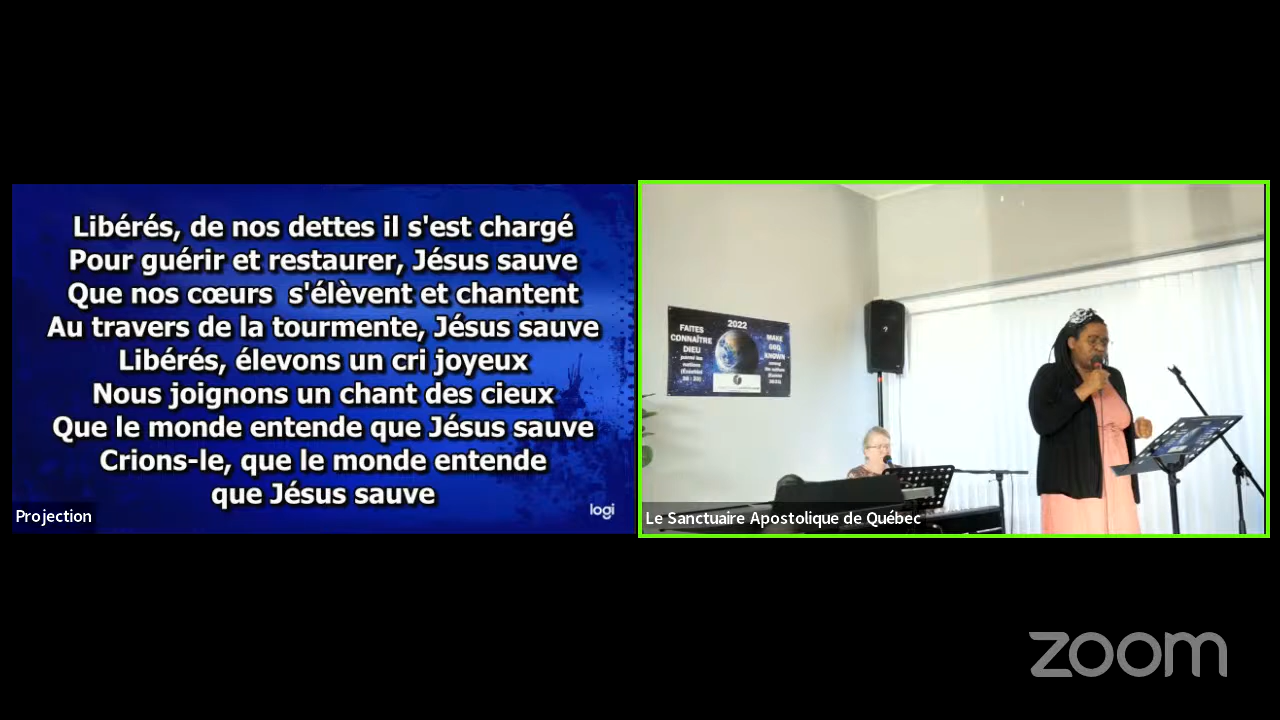 Libérés, de nos dettes il s'est chargé
Pour guérir et restaurer, Jésus sauve
Que nos cœurs s'élèvent et chantent
Au travers de la tourmente, Jésus sauve
Libérés, élevons un cri joyeux
Nous joignons un chant des cieux
Que le monde entende que Jésus sauve
Crions-le, que le monde entende
que Jésus sauve
logi
Projection
2022
FAITES
CONNAÎTRE
DIEU
MAKE
GOD
KNOWN
Le Sanctuaire Apostolique de Québec
zoom